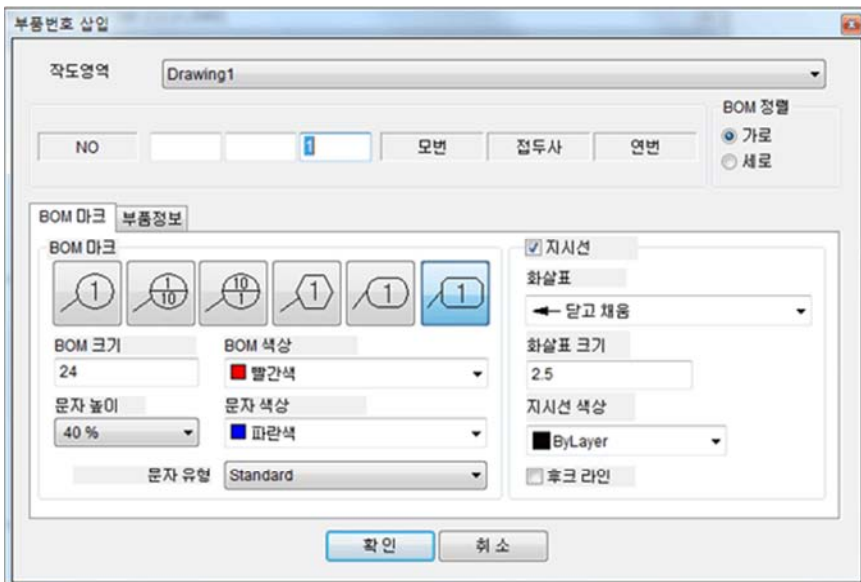 부품번호 삽입
작도영역 Drawing1
BOM 정렬
NO 1 모번 접두사 연번
가로
세로
BOM 마크 부품정보
BOM 마크
1 1 10 10 1 1 1 1
지시선
화살표
닫고 채움
BOM 크기 BOM 색상
24 빨간색
화살표 크기
2.5
문자 높이 문자 색상
40 % 파란색
지시선 색상
ByLayer
문자 유형 Standard
후크 라인
확인 취소